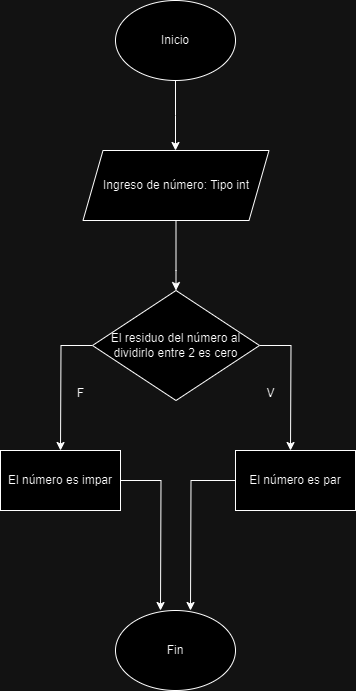 Inicio
Ingreso de número: Tipo int
El residuo del número al
dividirlo entre 2 es cero
F
V
El número es impar
El número es par
Fin